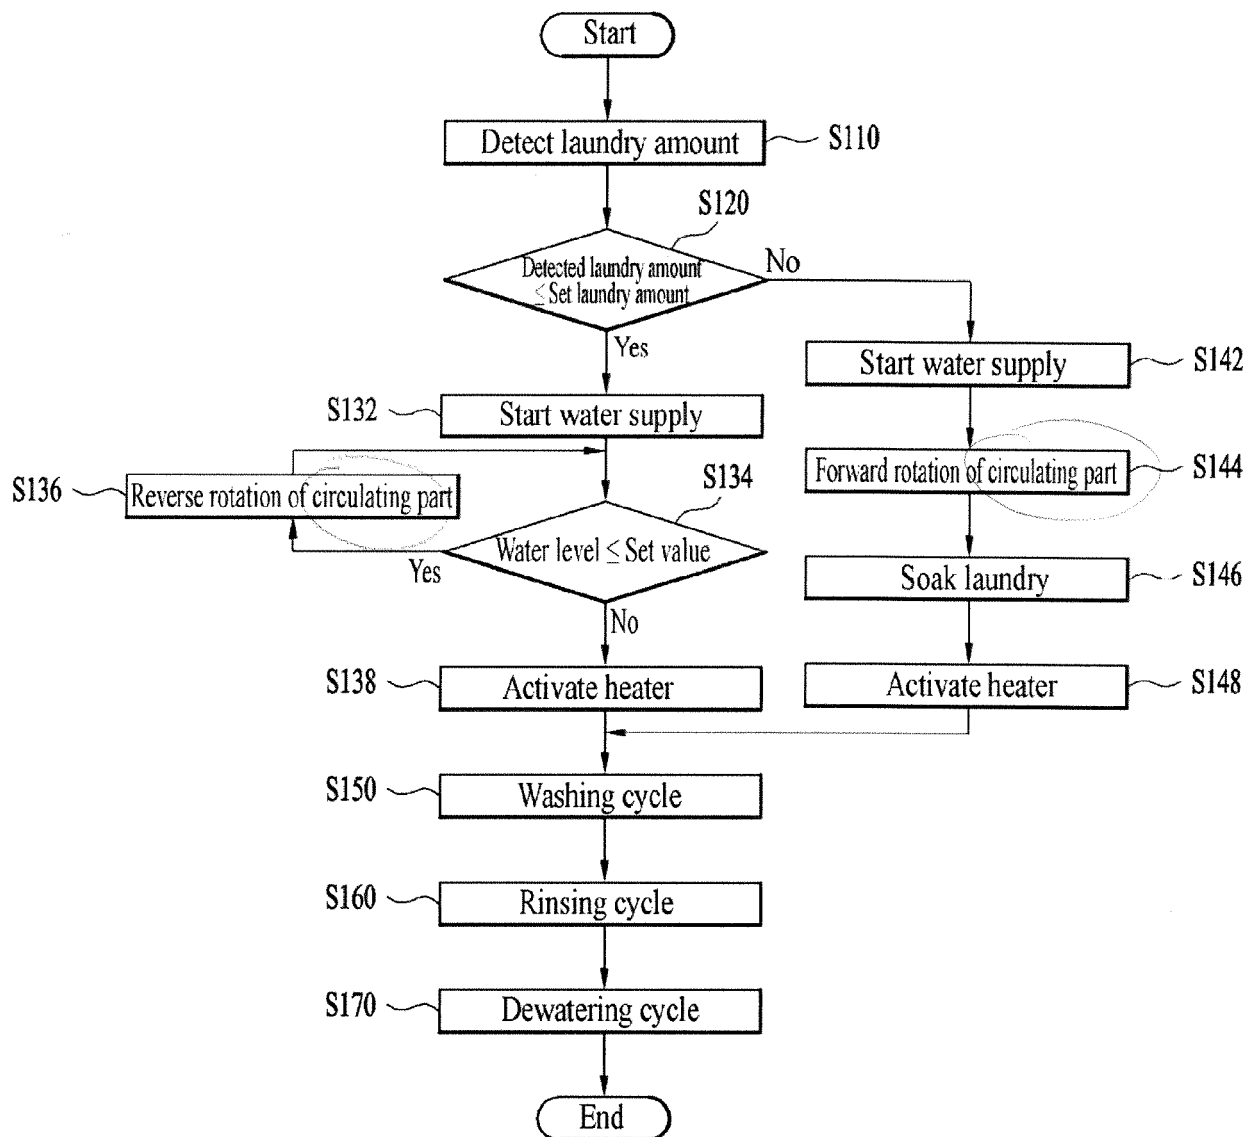 Start
Detect laundry amount
S110
S120
Detected laundry amount
≤ Set laundry amount
No
Yes
Start water supply
S142
S132
Start water supply
Forward rotation of circulating part
S144
S136
Reverse rotation of circulating part
S134
Water level ≤ Set value
Yes
No
Soak laundry
S146
S138
Activate heater
Activate heater
S148
S150
Washing cycle
S160
Rinsing cycle
S170
Dewatering cycle
End